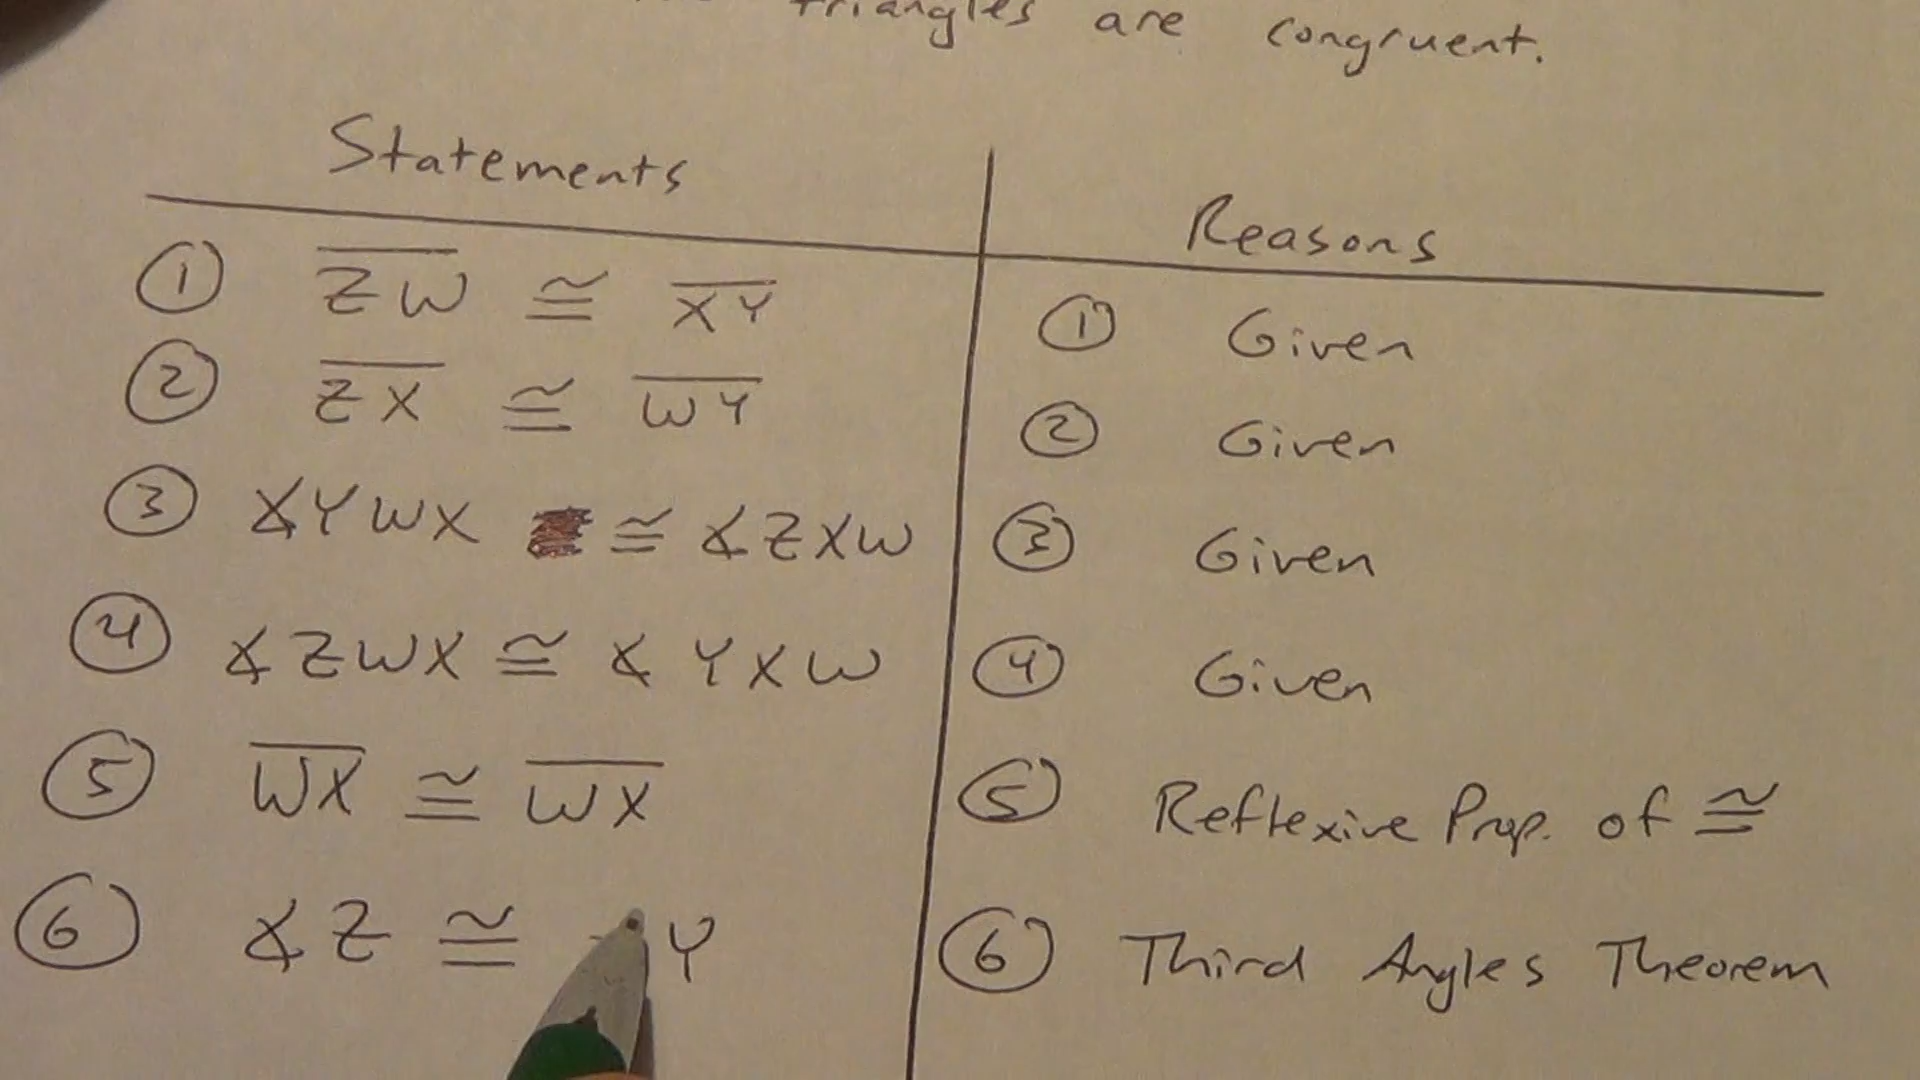 triangles are congruent.
Statements
Reasons
① ZW ≅ XY
① Given
② ZX ≅ WY
② Given
③ ∡YWX ≅ ∡ZXW
③ Given
④ ∡ZWX ≅ ∡YXW
④ Given
⑤ WX ≅ WX
⑤ Reflexive Prop. of ≅
⑥ ∡Z ≅ Y
⑥ Third Angles Theorem